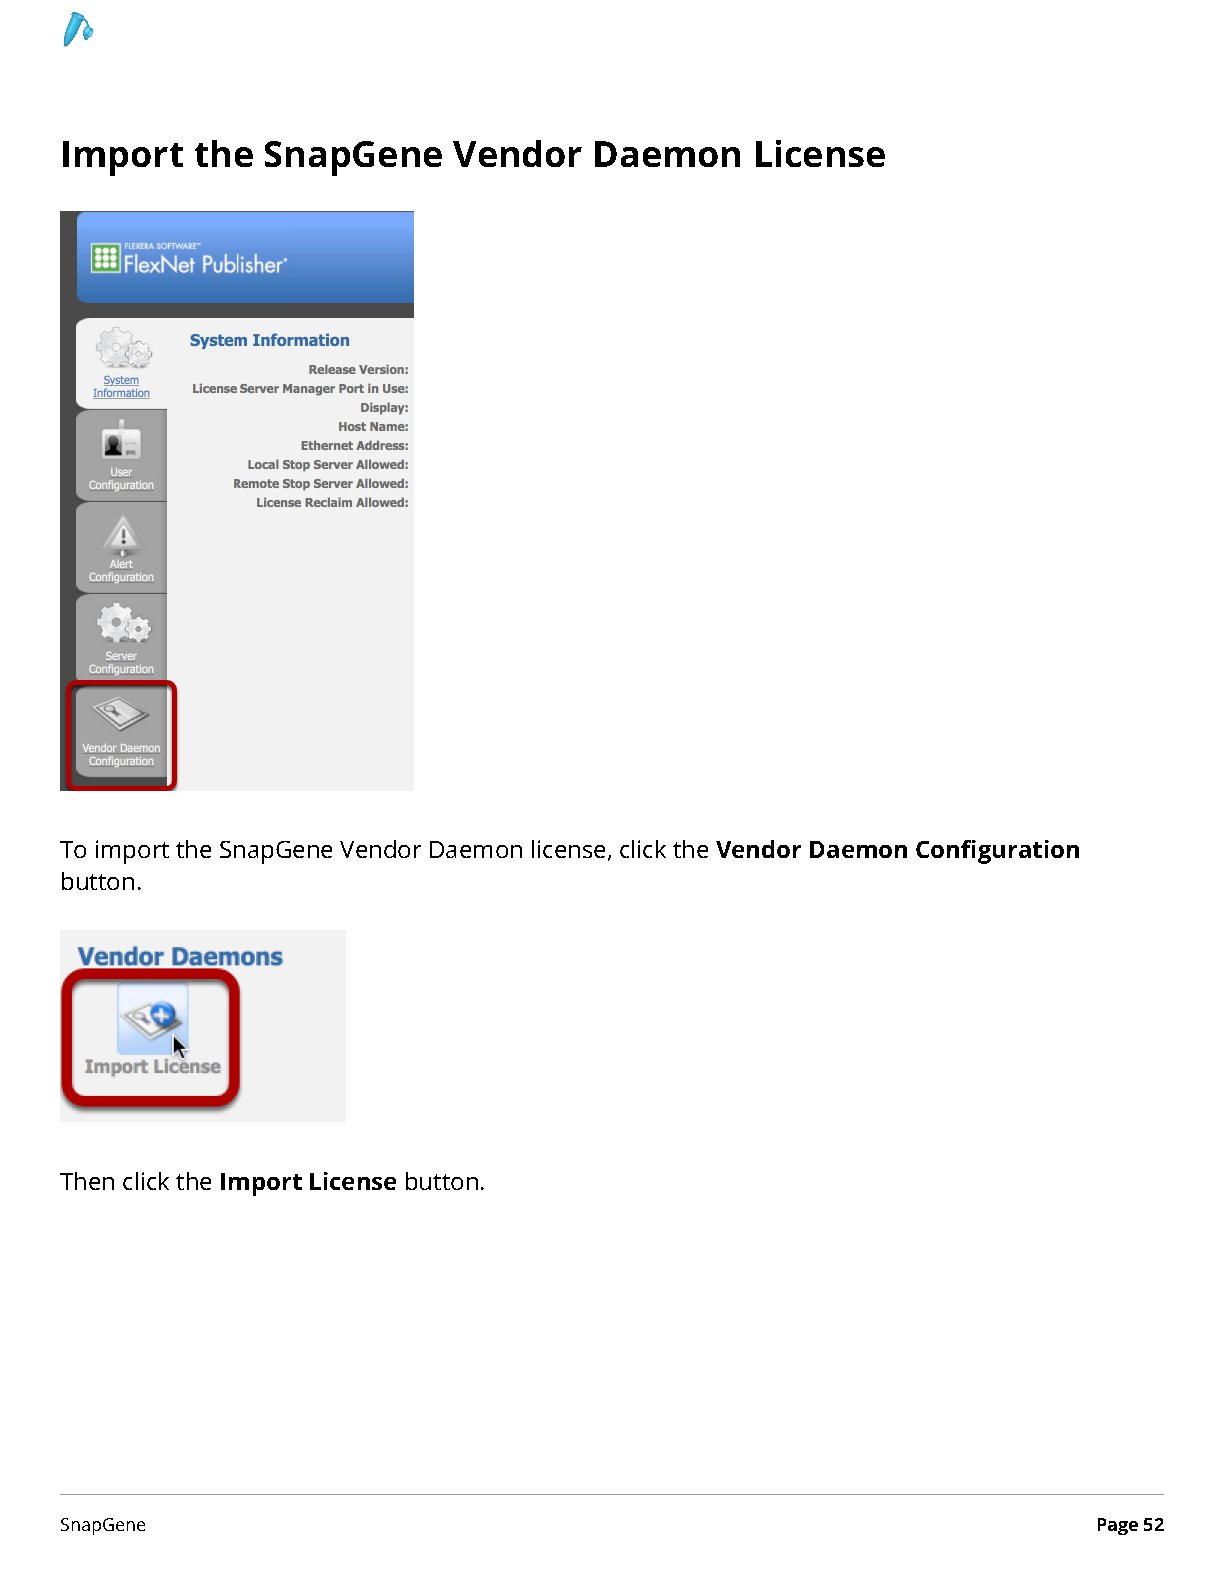 Import the SnapGene Vendor Daemon License
FLEXERA SOFTWARE™
FlexNet Publisher®
System Information
System
Information
Release Version:
License Server Manager Port in Use:
Display:
Host Name:
Ethernet Address:
Local Stop Server Allowed:
Remote Stop Server Allowed:
License Reclaim Allowed:
User
Configuration
Alert
Configuration
Server
Configuration
Vendor Daemon
Configuration
To import the SnapGene Vendor Daemon license, click the Vendor Daemon Configuration
button.
Vendor Daemons
Import License
Then click the Import License button.
SnapGene
Page 52